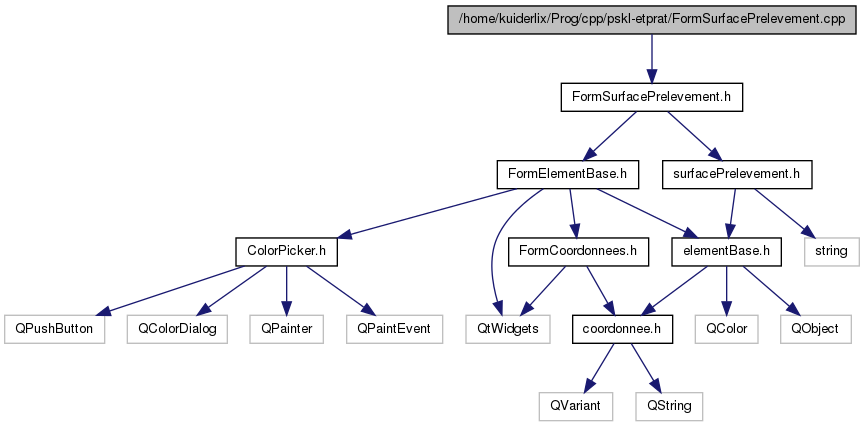 /home/kuiderlix/Prog/cpp/pskl-etprat/FormSurfacePrelevement.cpp
FormSurfacePrelevement.h
FormElementBase.h
surfacePrelevement.h
ColorPicker.h
FormCoordonnees.h
elementBase.h
string
QPushButton
QColorDialog
QPainter
QPaintEvent
QtWidgets
coordonnee.h
QColor
QObject
QVariant
QString